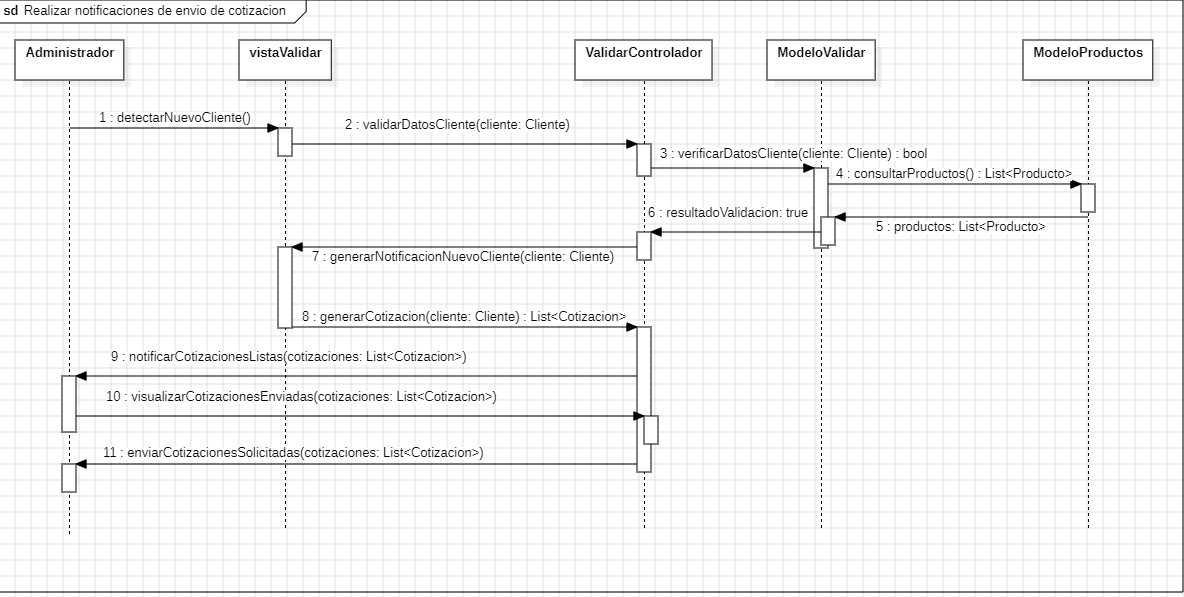 sd Realizar notificaciones de envio de cotizacion
Administrador
vistaValidar
ValidarControlador
ModeloValidar
ModeloProductos
1 : detectarNuevoCliente()
2 : validarDatosCliente(cliente: Cliente)
3 : verificarDatosCliente(cliente: Cliente) : bool
4 : consultarProductos() : List<Producto>
6 : resultadoValidacion: true
5 : productos: List<Producto>
7 : generarNotificacionNuevoCliente(cliente: Cliente)
8 : generarCotizacion(cliente: Cliente) : List<Cotizacion>
9 : notificarCotizacionesListas(cotizaciones: List<Cotizacion>)
10 : visualizarCotizacionesEnviadas(cotizaciones: List<Cotizacion>)
11 : enviarCotizacionesSolicitadas(cotizaciones: List<Cotizacion>)